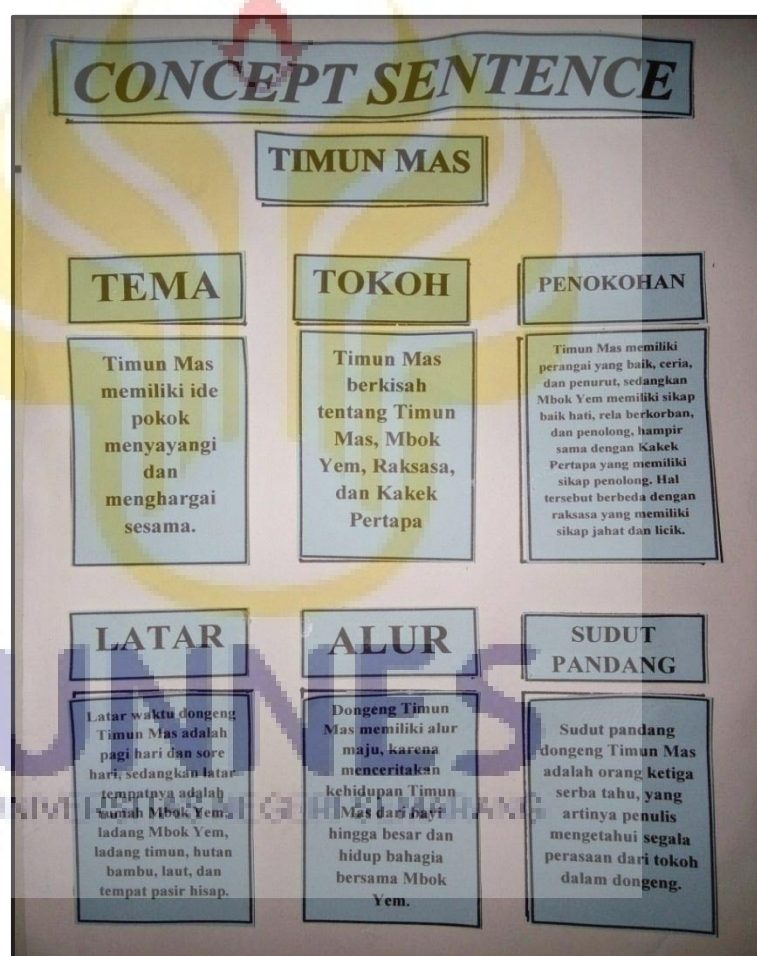 CONCEPT SENTENCE
TIMUN MAS
TEMA
Timun Mas
memiliki ide
pokok
menyayangi
dan
menghargai
sesama.
TOKOH
Timun Mas
berkisah
tentang Timun
Mas, Mbok
Yem, Raksasa,
dan Kakek
Pertapa
PENOKOHAN
Timun Mas memiliki
perangai yang baik, ceria,
dan penurut, sedangkan
Mbok Yem memiliki sikap
baik hati, rela berkorban,
dan penolong, hampir
sama dengan Kakek
Pertapa yang memiliki
sikap penolong. Hal
tersebut berbeda dengan
raksasa yang memiliki
sikap jahat dan licik.
LATAR
Latar waktu dongeng
Timun Mas adalah
pagi hari dan sore
hari, sedangkan latar
tempatnya adalah
rumah Mbok Yem,
ladang Mbok Yem,
ladang timun, hutan
bambu, laut, dan
tempat pasir hisap.
ALUR
Dongeng Timun
Mas memiliki alur
maju, karena
menceritakan
kehidupan Timun
Mas dari bayi
hingga besar dan
hidup bahagia
bersama Mbok
Yem.
SUDUT
PANDANG
Sudut pandang
dongeng Timun Mas
adalah orang ketiga
serba tahu, yang
artinya penulis
mengetahui segala
perasaan dari tokoh
dalam dongeng.
UNNES
UNIVERSITAS NEGERI SEMARANG